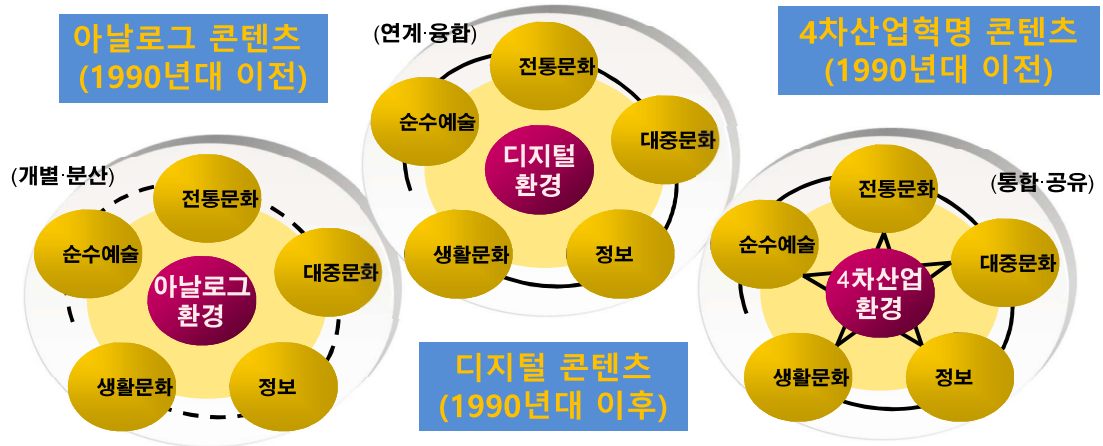 아날로그 콘텐츠
(1990년대 이전)
(개별·분산)
전통문화
순수예술
대중문화
아날로그
환경
생활문화
정보
(연계·융합)
전통문화
순수예술
대중문화
디지털
환경
생활문화
정보
디지털 콘텐츠
(1990년대 이후)
4차산업혁명 콘텐츠
(1990년대 이전)
(통합·공유)
전통문화
순수예술
대중문화
4차산업
환경
생활문화
정보